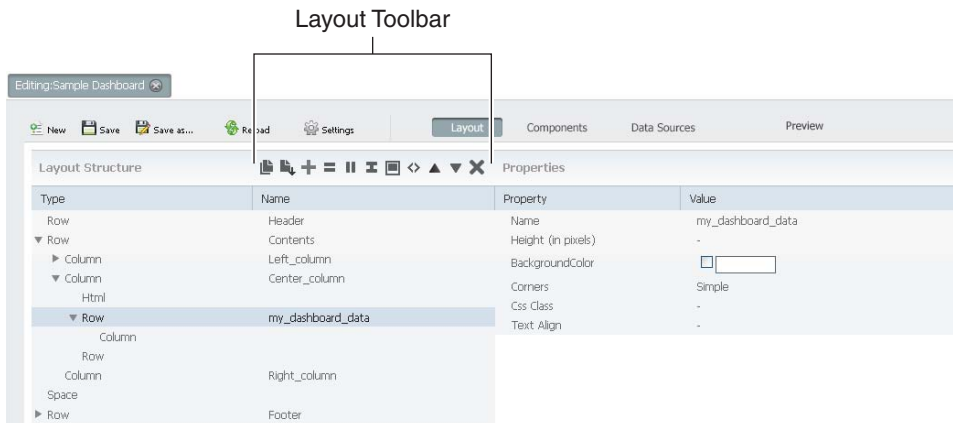 Layout Toolbar
Editing:Sample Dashboard
New Save Save as... Reload Settings Layout Components Data Sources Preview
Layout Structure Properties
Type Name Property Value
Row Header Name my_dashboard_data
Row Contents Height (in pixels) -
Column Left_column BackgroundColor
Column Center_column Corners Simple
Html Css Class -
Row my_dashboard_data Text Align -
Column
Row
Column Right_column
Space
Row Footer